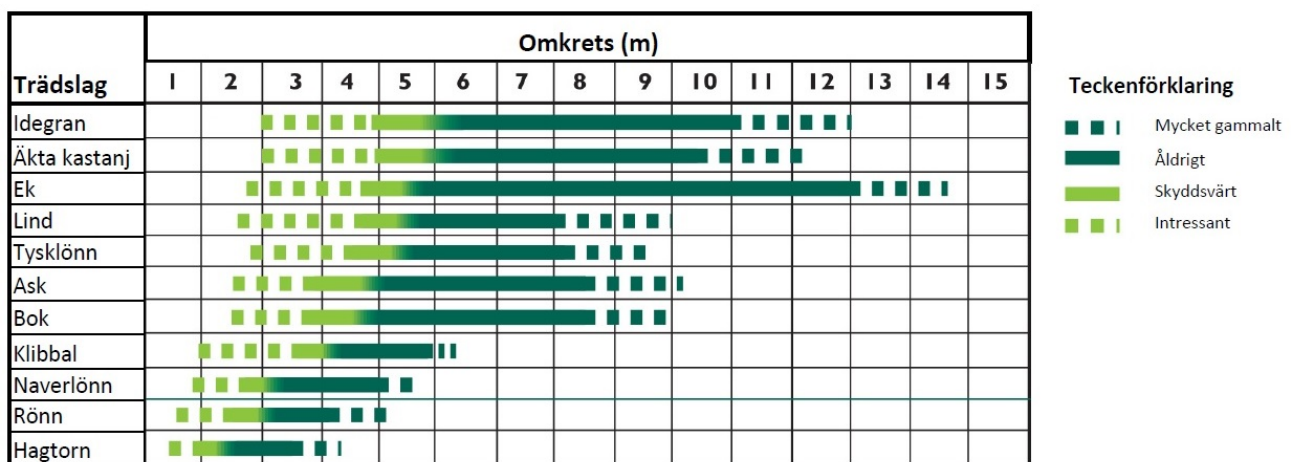 Omkrets (m)
Trädslag 1 2 3 4 5 6 7 8 9 10 11 12 13 14 15
Idegran
Äkta kastanj
Ek
Lind
Tysklönn
Ask
Bok
Klibbal
Naverlönn
Rönn
Hagtorn
Teckenförklaring
Mycket gammalt
Åldrigt
Skyddsvärt
Intressant